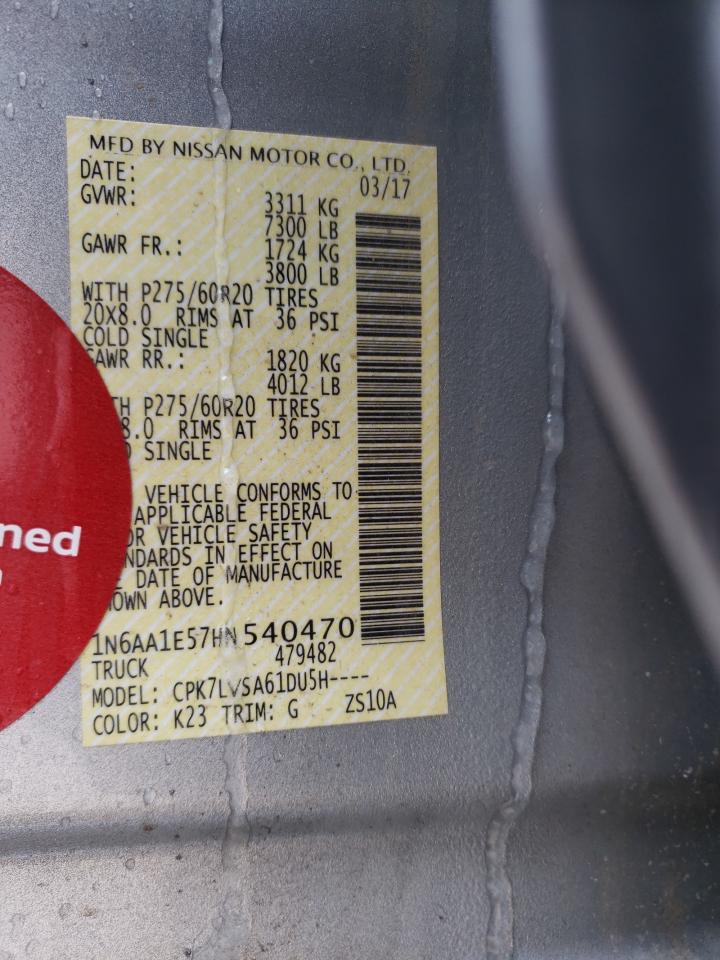 MFD BY NISSAN MOTOR CO., LTD.
DATE: 03/17
GVWR: 3311 KG
7300 LB
GAWR FR.: 1724 KG
3800 LB
WITH P275/60R20 TIRES
20X8.0 RIMS AT 36 PSI
COLD SINGLE
GAWR RR.: 1820 KG
4012 LB
TH P275/60R20 TIRES
8.0 RIMS AT 36 PSI
D SINGLE
VEHICLE CONFORMS TO
APPLICABLE FEDERAL
OR VEHICLE SAFETY
NDARDS IN EFFECT ON
DATE OF MANUFACTURE
OWN ABOVE.
1N6AA1E57HN540470
TRUCK 479482
MODEL: CPK7LVSA61DU5H----
COLOR: K23 TRIM: G ZS10A
ned